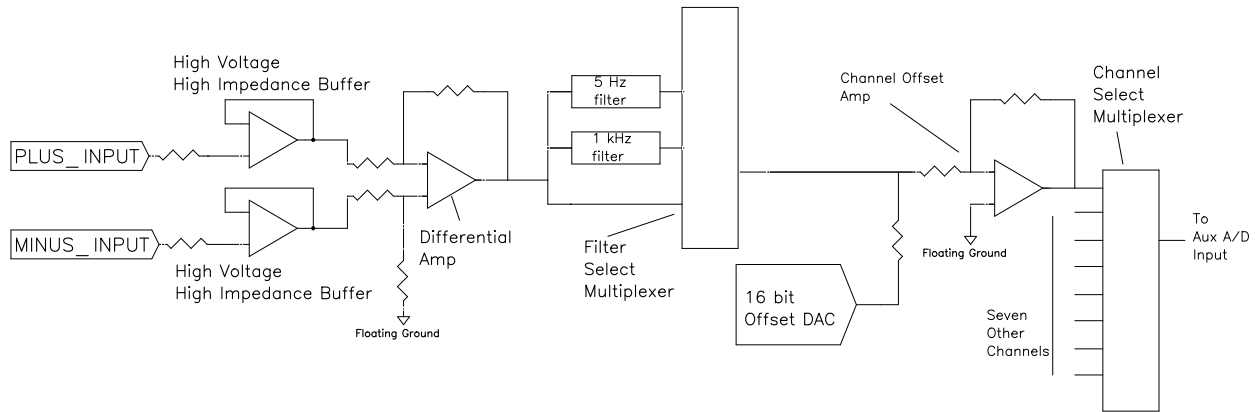 High Voltage
High Impedance Buffer
PLUS_INPUT
MINUS_INPUT
High Voltage
High Impedance Buffer
Differential
Amp
Floating Ground
5 Hz
filter
1 kHz
filter
Filter
Select
Multiplexer
16 bit
Offset DAC
Channel Offset
Amp
Floating Ground
Channel
Select
Multiplexer
Seven
Other
Channels
To
Aux A/D
Input